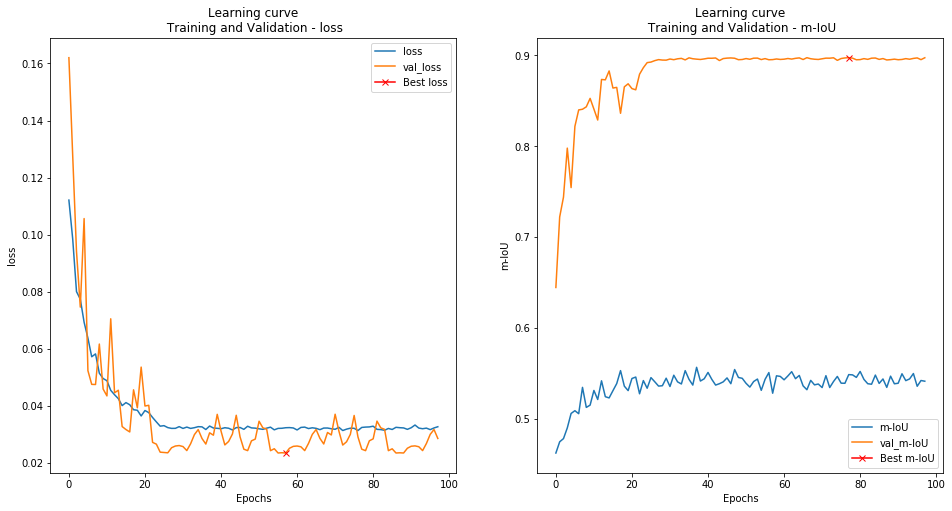 Learning curve
Training and Validation - loss
loss
val_loss
Best loss
0.16
0.14
0.12
0.10
0.08
0.06
0.04
0.02
loss
0
20
40
60
80
100
Epochs
Learning curve
Training and Validation - m-IoU
0.9
0.8
0.7
0.6
0.5
m-IoU
m-IoU
val_m-IoU
Best m-IoU
0
20
40
60
80
100
Epochs